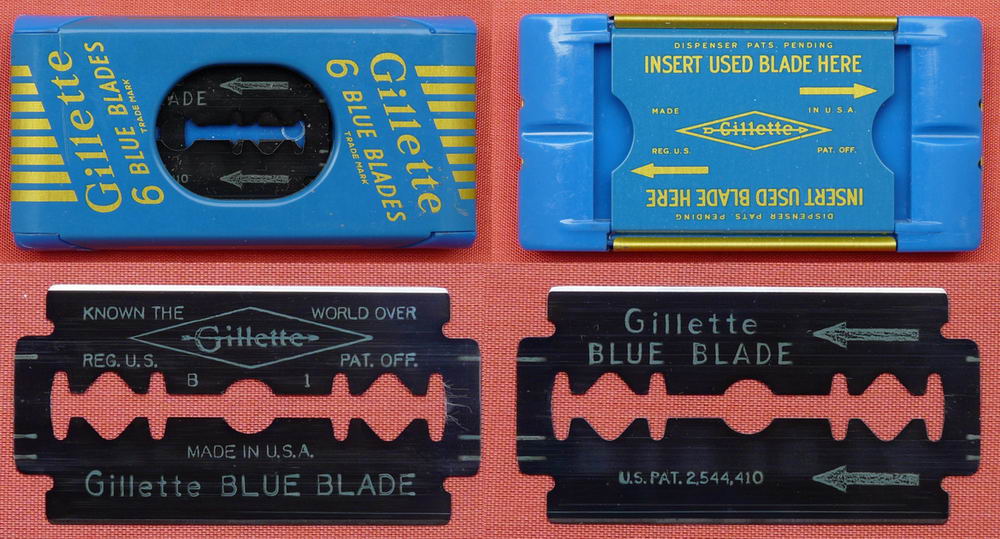 Gillette
6 BLUE BLADES
TRADE MARK
ADE
Gillette
6 BLUE BLADES
TRADE MARK
DISPENSER PATS. PENDING
INSERT USED BLADE HERE
MADE IN U.S.A.
Gillette
REG. U.S. PAT. OFF.
INSERT USED BLADE HERE
DISPENSER PATS. PENDING
KNOWN THE WORLD OVER
Gillette
REG. U.S. PAT. OFF.
B 1
MADE IN U.S.A.
Gillette BLUE BLADE
Gillette
BLUE BLADE
U.S. PAT. 2,544,410